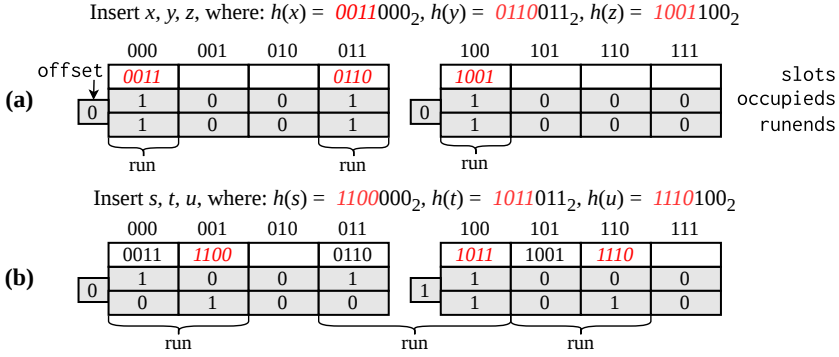 Insert x, y, z, where: h(x) = 0011000₂, h(y) = 0110011₂, h(z) = 1001100₂
000 001 010 011 100 101 110 111
offset
0011 0110 1001 slots
(a) 1 0 0 1 1 0 0 0 occupieds
0 0
1 0 0 1 1 0 0 0 runends
run run run
Insert s, t, u, where: h(s) = 1100000₂, h(t) = 1011011₂, h(u) = 1110100₂
000 001 010 011 100 101 110 111
0011 1100 0110 1011 1001 1110
(b) 1 0 0 1 1 0 0 0
0 1
0 1 0 0 1 0 1 0
run run run